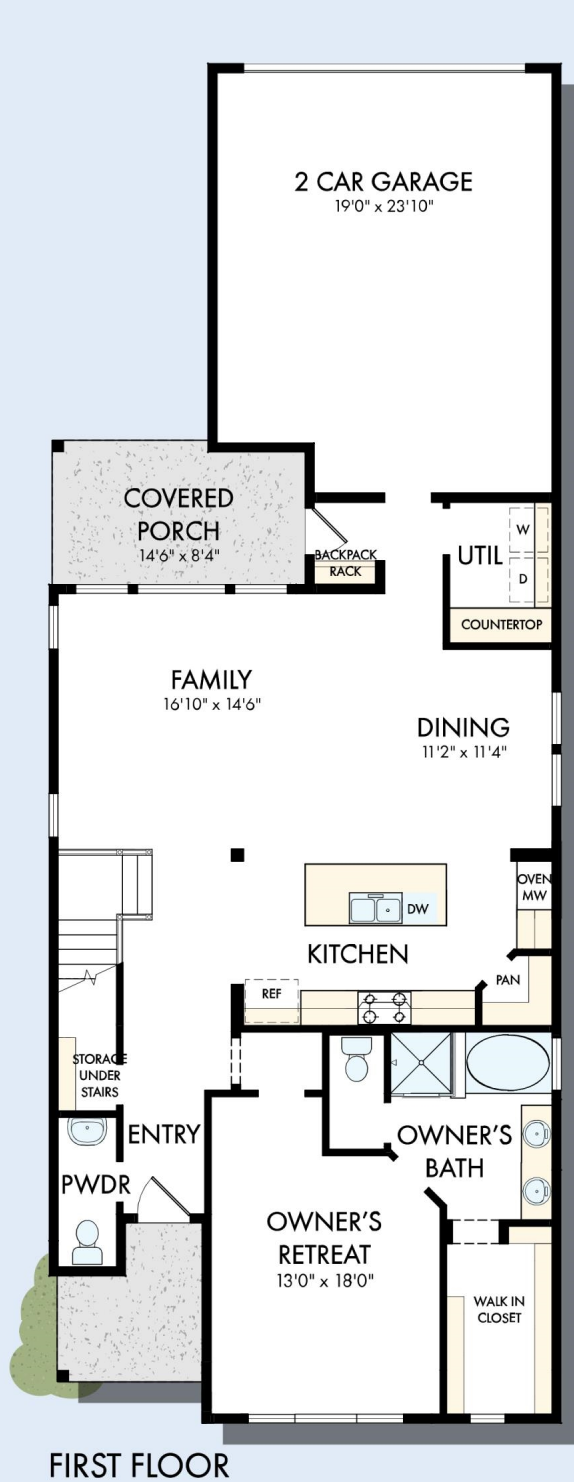 2 CAR GARAGE
19'0" x 23'10"
COVERED
PORCH
14'6" x 8'4"
BACKPACK
RACK
W
UTIL
D
COUNTERTOP
FAMILY
16'10" x 14'6"
DINING
11'2" x 11'4"
OVEN
MW
DW
KITCHEN
PAN
REF
STORAGE
UNDER
STAIRS
ENTRY
OWNER'S
BATH
PWDR
OWNER'S
RETREAT
13'0" x 18'0"
WALK IN
CLOSET
FIRST FLOOR